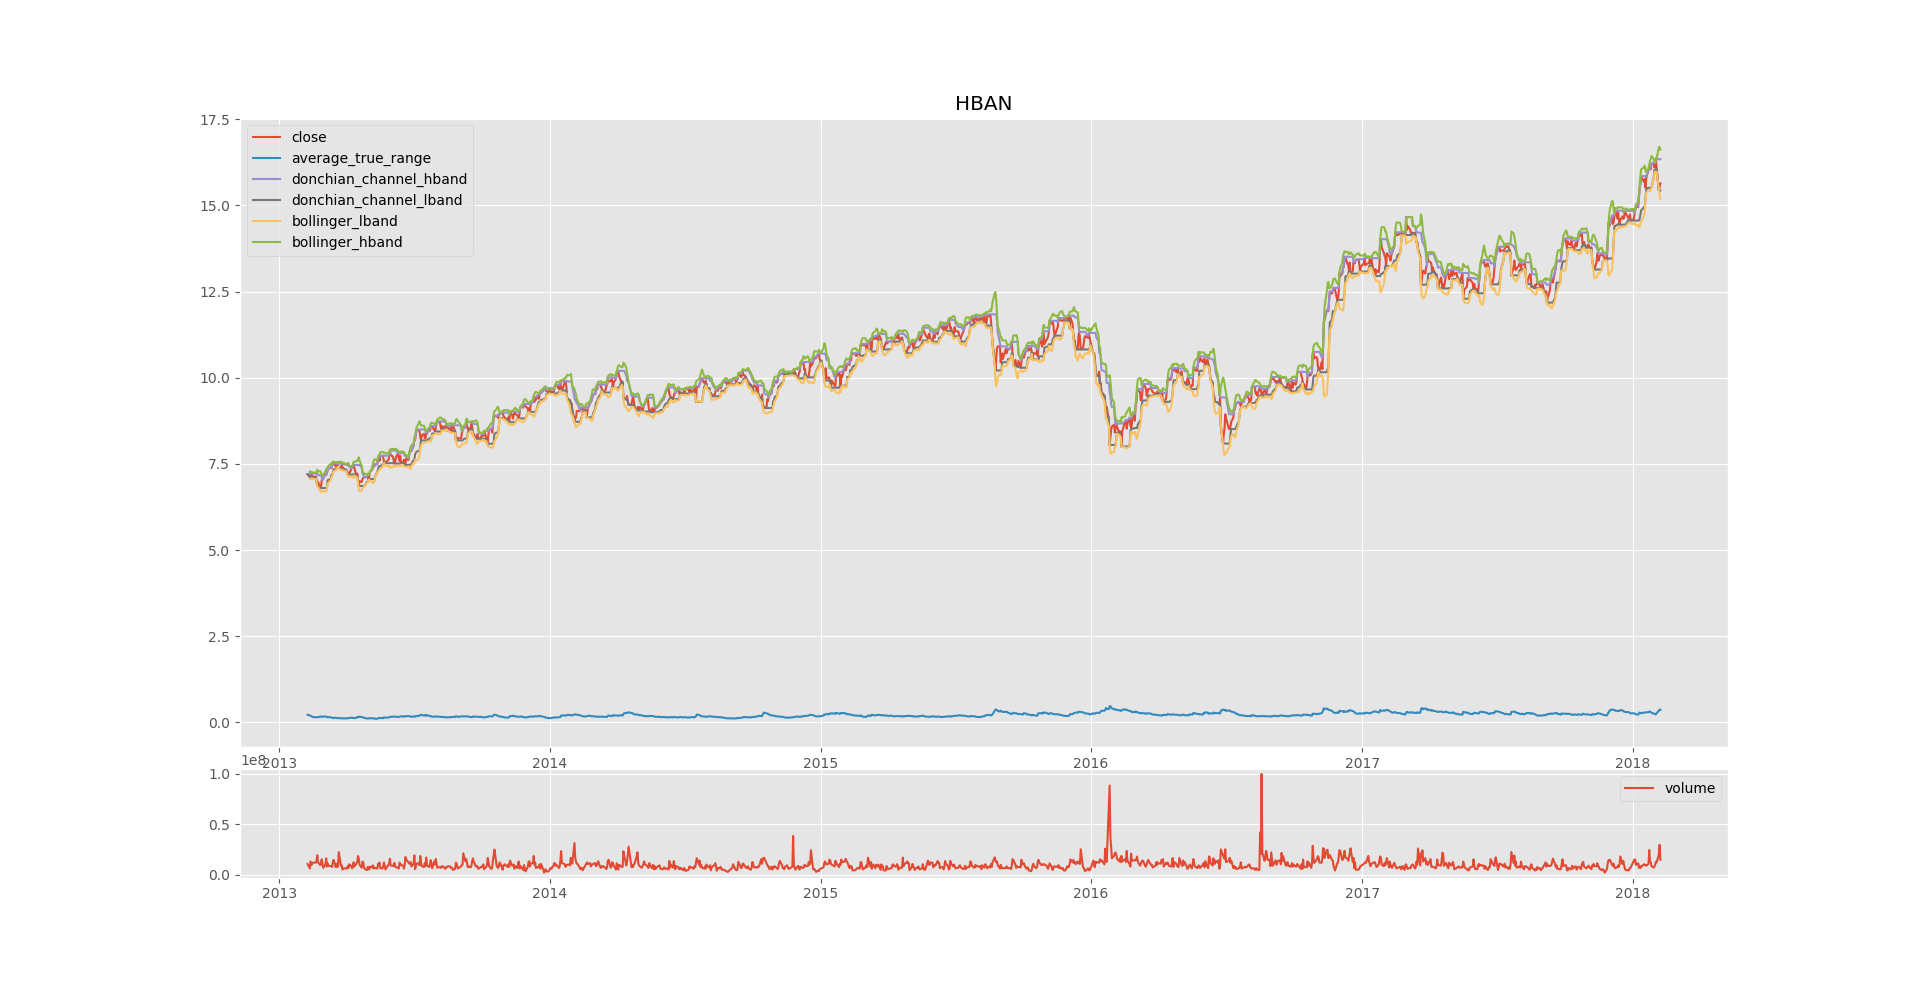 HBAN
17.5
15.0
12.5
10.0
7.5
5.0
2.5
0.0
close
average_true_range
donchian_channel_hband
donchian_channel_lband
bollinger_lband
bollinger_hband
2013 2014 2015 2016 2017 2018
1e8
1.0
0.5
0.0
volume
2013 2014 2015 2016 2017 2018